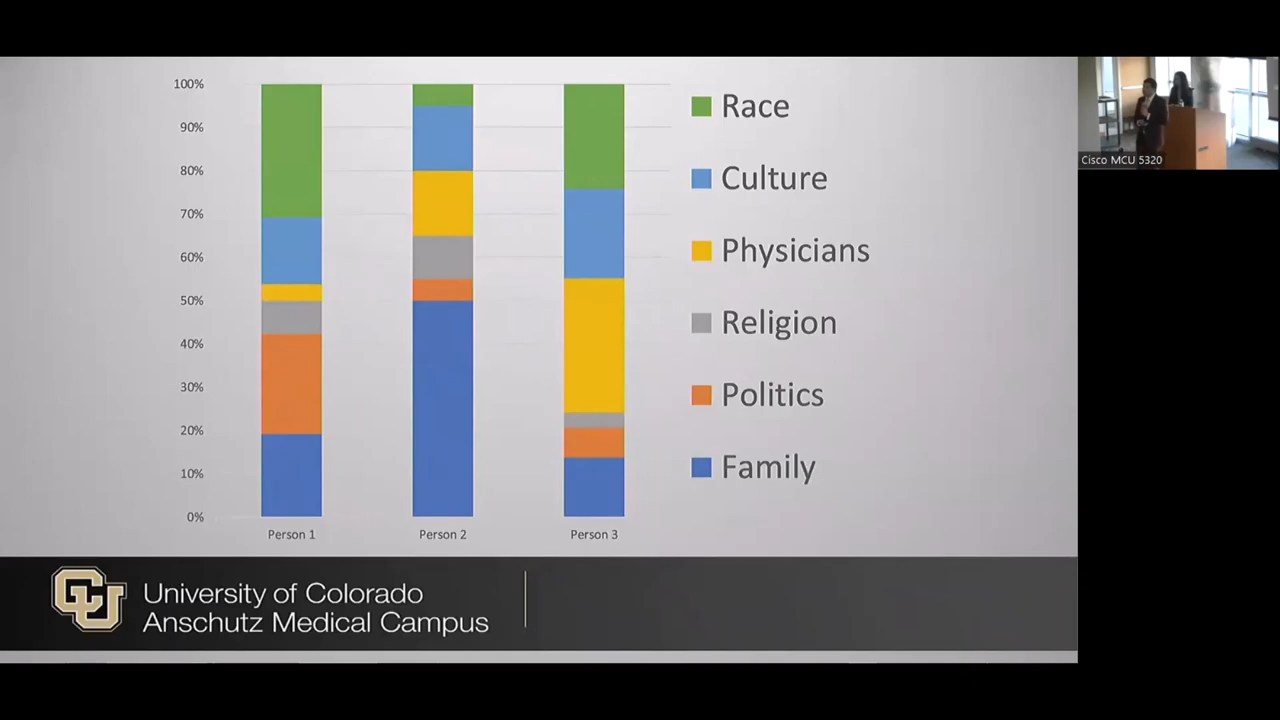 100%
90%
80%
70%
60%
50%
40%
30%
20%
10%
0%
Person 1 Person 2 Person 3
Race
Culture
Physicians
Religion
Politics
Family
CU
University of Colorado
Anschutz Medical Campus
Cisco MCU 5320